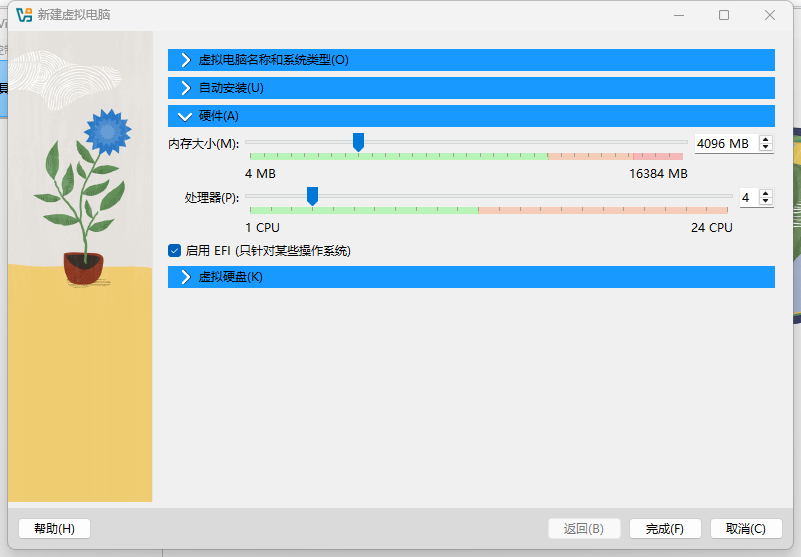 新建虚拟电脑
虚拟电脑名称和系统类型(O)
自动安装(U)
硬件(A)
内存大小(M):
4096 MB
4 MB
16384 MB
处理器(P):
4
1 CPU
24 CPU
启用 EFI (只针对某些操作系统)
虚拟硬盘(K)
帮助(H)
返回(B)
完成(F)
取消(C)